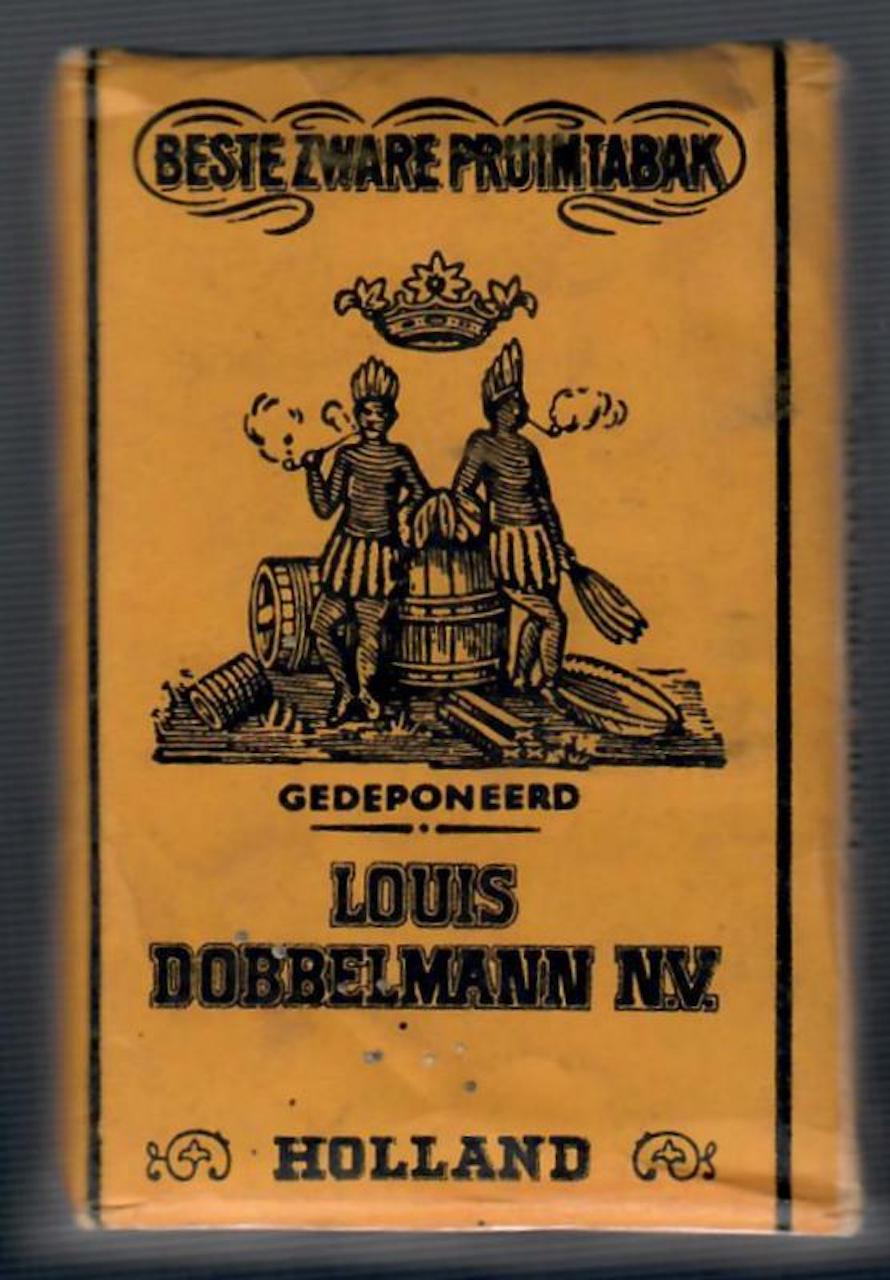 BESTE ZWARE PRUIMTABAK
GEDEPONEERD
LOUIS
DOBBELMANN N.V.
HOLLAND